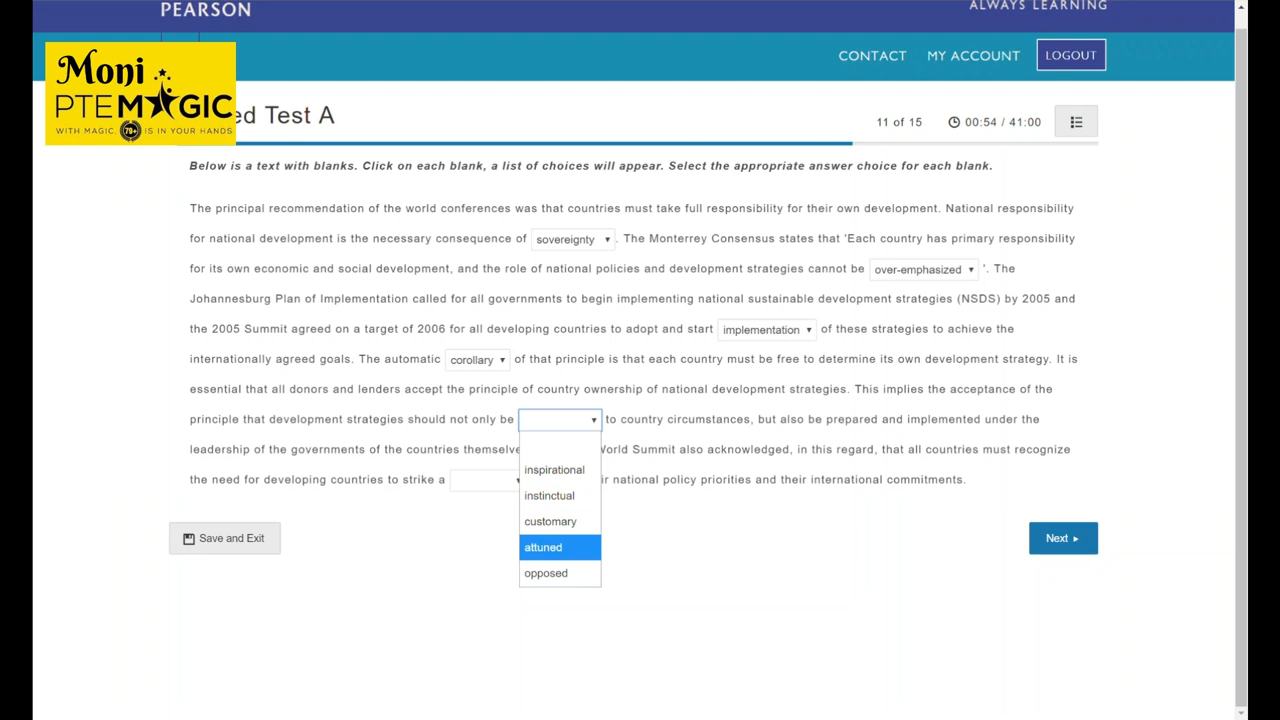 PEARSON
ALWAYS LEARNING
CONTACT MY ACCOUNT LOGOUT
Moni
PTEMAGIC
WITH MAGIC, 79+ IS IN YOUR HANDS
ed Test A
11 of 15 00:54 / 41:00
Below is a text with blanks. Click on each blank, a list of choices will appear. Select the appropriate answer choice for each blank.
The principal recommendation of the world conferences was that countries must take full responsibility for their own development. National responsibility
for national development is the necessary consequence of sovereignty . The Monterrey Consensus states that 'Each country has primary responsibility
for its own economic and social development, and the role of national policies and development strategies cannot be over-emphasized '. The
Johannesburg Plan of Implementation called for all governments to begin implementing national sustainable development strategies (NSDS) by 2005 and
the 2005 Summit agreed on a target of 2006 for all developing countries to adopt and start implementation of these strategies to achieve the
internationally agreed goals. The automatic corollary of that principle is that each country must be free to determine its own development strategy. It is
essential that all donors and lenders accept the principle of country ownership of national development strategies. This implies the acceptance of the
principle that development strategies should not only be to country circumstances, but also be prepared and implemented under the
leadership of the governments of the countries themselve World Summit also acknowledged, in this regard, that all countries must recognize
the need for developing countries to strike a ir national policy priorities and their international commitments.
inspirational
instinctual
customary
attuned
opposed
Save and Exit
Next